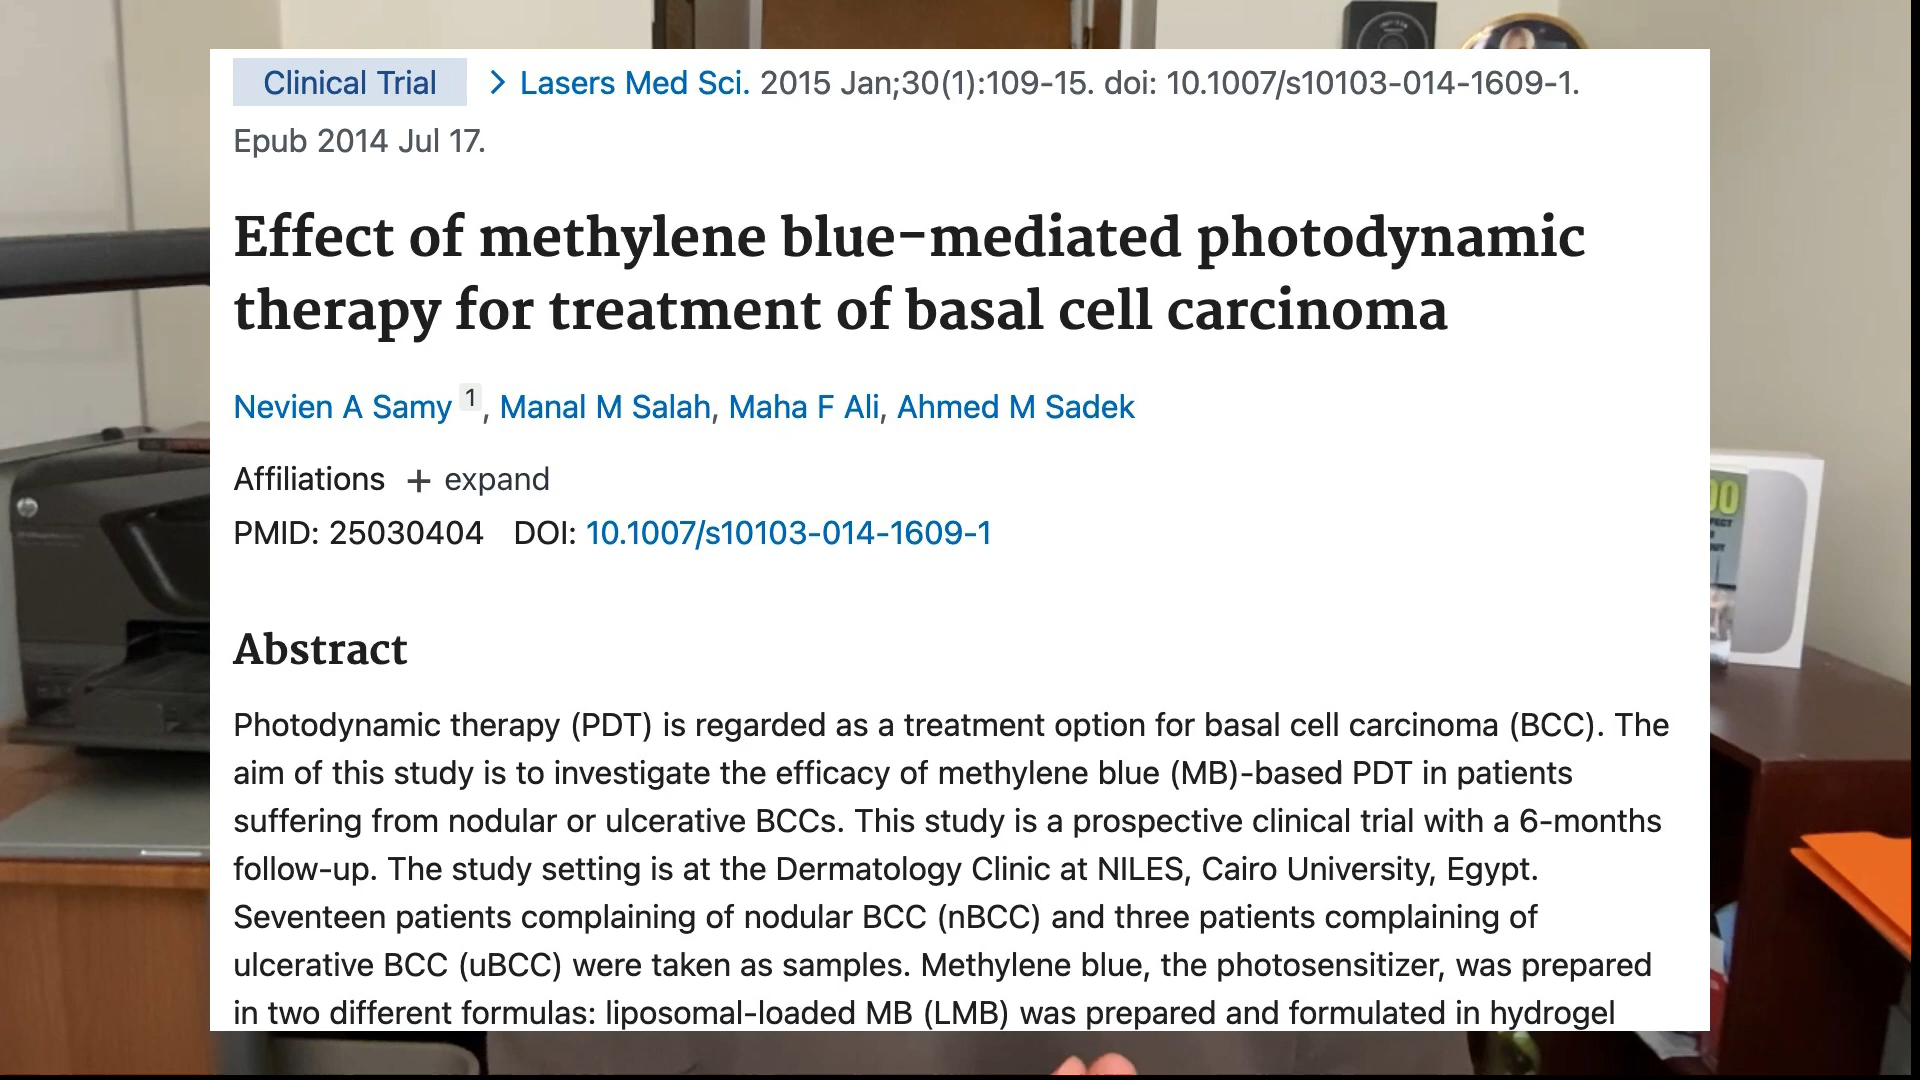 Clinical Trial > Lasers Med Sci. 2015 Jan;30(1):109-15. doi: 10.1007/s10103-014-1609-1.
Epub 2014 Jul 17.
Effect of methylene blue-mediated photodynamic
therapy for treatment of basal cell carcinoma
Nevien A Samy 1, Manal M Salah, Maha F Ali, Ahmed M Sadek
Affiliations + expand
PMID: 25030404 DOI: 10.1007/s10103-014-1609-1
Abstract
Photodynamic therapy (PDT) is regarded as a treatment option for basal cell carcinoma (BCC). The
aim of this study is to investigate the efficacy of methylene blue (MB)-based PDT in patients
suffering from nodular or ulcerative BCCs. This study is a prospective clinical trial with a 6-months
follow-up. The study setting is at the Dermatology Clinic at NILES, Cairo University, Egypt.
Seventeen patients complaining of nodular BCC (nBCC) and three patients complaining of
ulcerative BCC (uBCC) were taken as samples. Methylene blue, the photosensitizer, was prepared
in two different formulas: liposomal-loaded MB (LMB) was prepared and formulated in hydrogel
hp